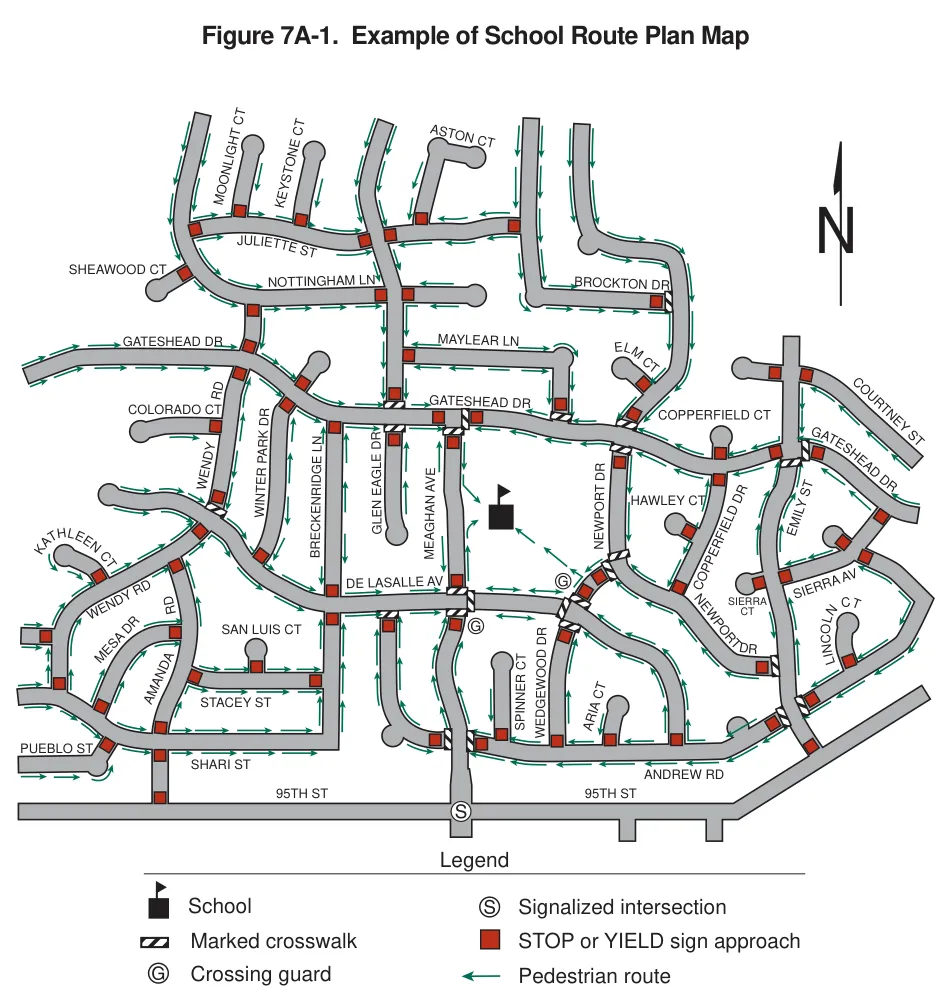 Figure 7A-1. Example of School Route Plan Map
MOONLIGHT CT
KEYSTONE CT
ASTON CT
N
JULIETTE ST
SHEAWOOD CT
NOTTINGHAM LN
BROCKTON DR
GATESHEAD DR
MAYLEAR LN
ELM CT
COURTNEY ST
COLORADO CT
WENDY RD
WINTER PARK DR
BRECKENRIDGE LN
GLEN EAGLE DR
GATESHEAD DR
MEAGHAN AVE
COPPERFIELD CT
GATESHEAD DR
NEWPORT DR
HAWLEY CT
COPPERFIELD DR
EMILY ST
KATHLEEN CT
WENDY RD
DE LASALLE AV
G
SIERRA CT
SIERRA AV
LINCOLN CT
NEWPORT DR
MESA DR
AMANDA RD
SAN LUIS CT
G
STACEY ST
SPINNER CT
WEDGEWOOD DR
ARIA CT
PUEBLO ST
SHARI ST
ANDREW RD
95TH ST
95TH ST
S
Legend
School
S Signalized intersection
Marked crosswalk
STOP or YIELD sign approach
G Crossing guard
Pedestrian route